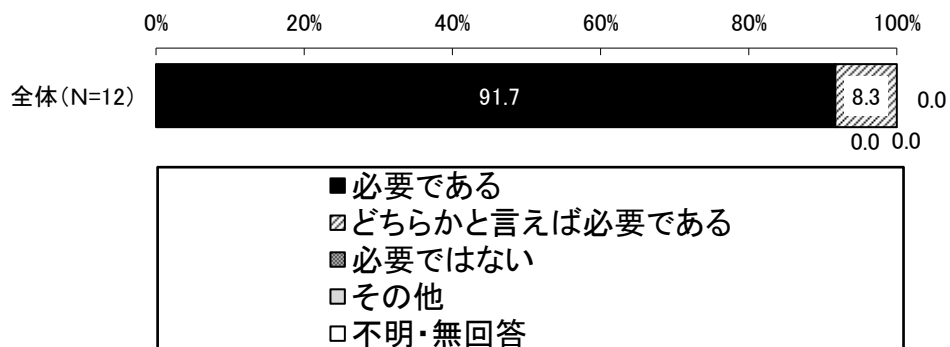 0% 20% 40% 60% 80% 100%
全体(N=12) 91.7 8.3 0.0
0.0 0.0
必要である
どちらかと言えば必要である
必要ではない
その他
不明・無回答